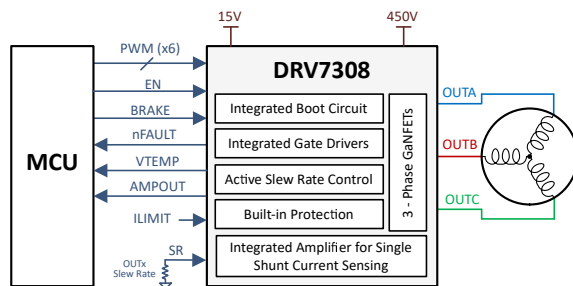 15V
450V
PWM (x6)
DRV7308
EN
Integrated Boot Circuit
OUTA
BRAKE
nFAULT
Integrated Gate Drivers
OUTB
MCU
VTEMP
Active Slew Rate Control
3 - Phase GaNFETs
AMPOUT
OUTC
ILIMIT
Built-in Protection
SR
Integrated Amplifier for Single
Shunt Current Sensing
OUTx
Slew Rate